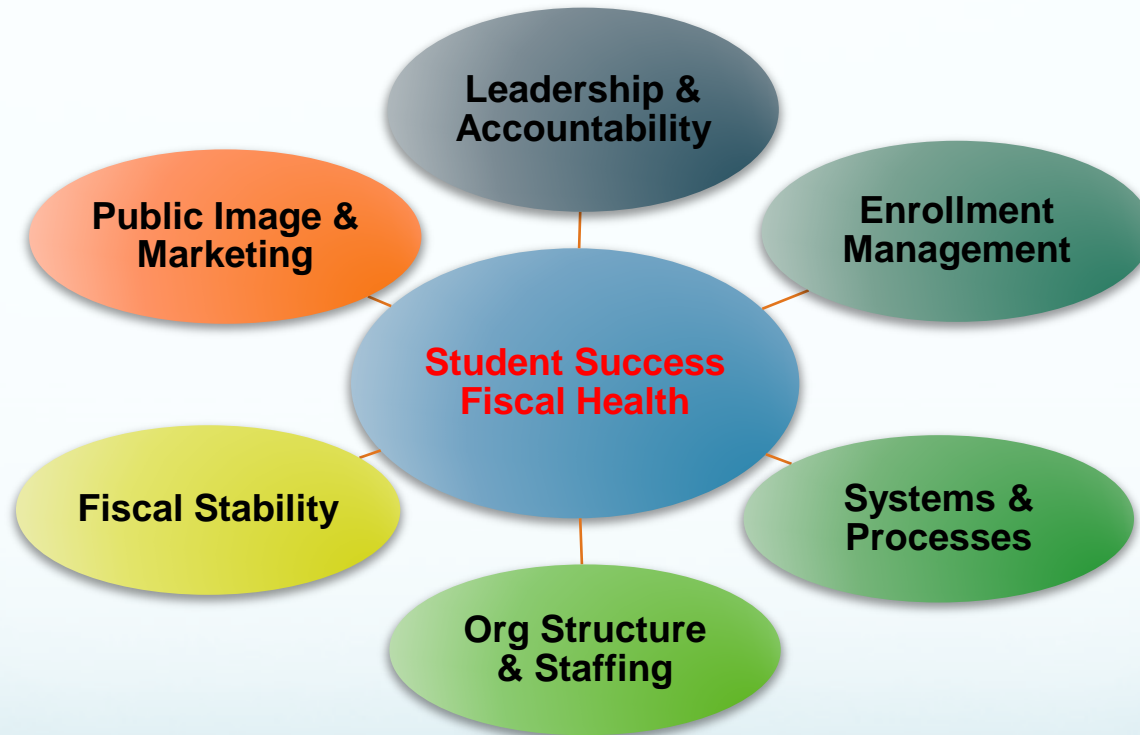 Leadership &
Accountability
Public Image &
Marketing
Enrollment
Management
Student Success
Fiscal Health
Fiscal Stability
Systems &
Processes
Org Structure
& Staffing